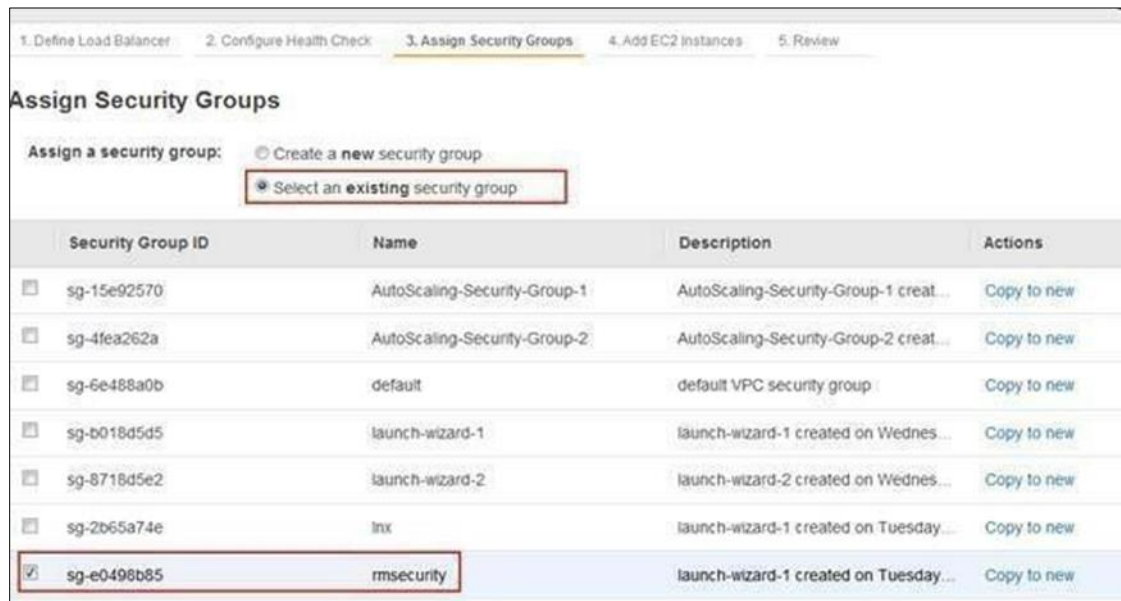 1. Define Load Balancer 2. Configure Health Check 3. Assign Security Groups 4. Add EC2 Instances 5. Review
Assign Security Groups
Assign a security group: Create a new security group
Select an existing security group
Security Group ID Name Description Actions
sg-15e92570 AutoScaling-Security-Group-1 AutoScaling-Security-Group-1 creat... Copy to new
sg-4fea262a AutoScaling-Security-Group-2 AutoScaling-Security-Group-2 creat... Copy to new
sg-6e488a0b default default VPC security group Copy to new
sg-b018d5d5 launch-wizard-1 launch-wizard-1 created on Wednes... Copy to new
sg-8718d5e2 launch-wizard-2 launch-wizard-2 created on Wednes... Copy to new
sg-2b65a74e lnx launch-wizard-1 created on Tuesday... Copy to new
sg-e0498b85 rmsecurity launch-wizard-1 created on Tuesday... Copy to new